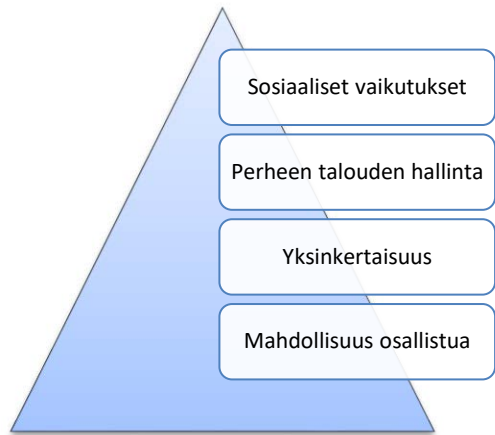 Sosiaaliset vaikutukset
Perheen talouden hallinta
Yksinkertaisuus
Mahdollisuus osallistua